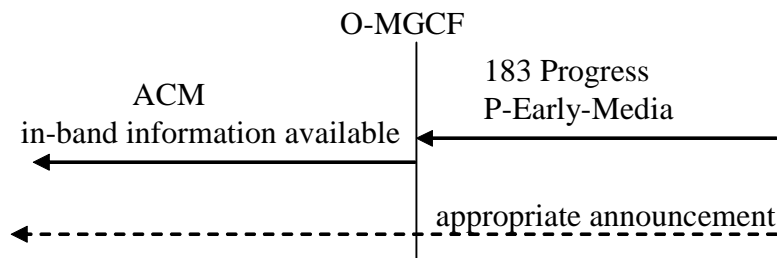 O-MGCF
183 Progress
P-Early-Media
ACM
in-band information available
appropriate announcement